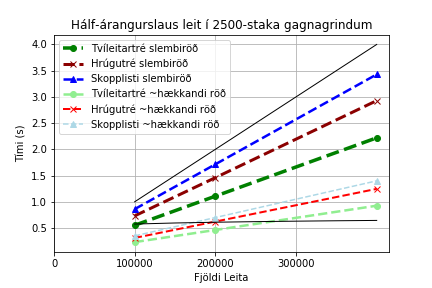 Hálf-árangurslaus leit í 2500-staka gagnagrindum
Tími (s)
4.0
3.5
3.0
2.5
2.0
1.5
1.0
0.5
Tvíleitartré slembiröð
Hrúgutré slembiröð
Skopplisti slembiröð
Tvíleitartré ~hækkandi röð
Hrúgutré ~hækkandi röð
Skopplisti ~hækkandi röð
0 100000 200000 300000
Fjöldi Leita